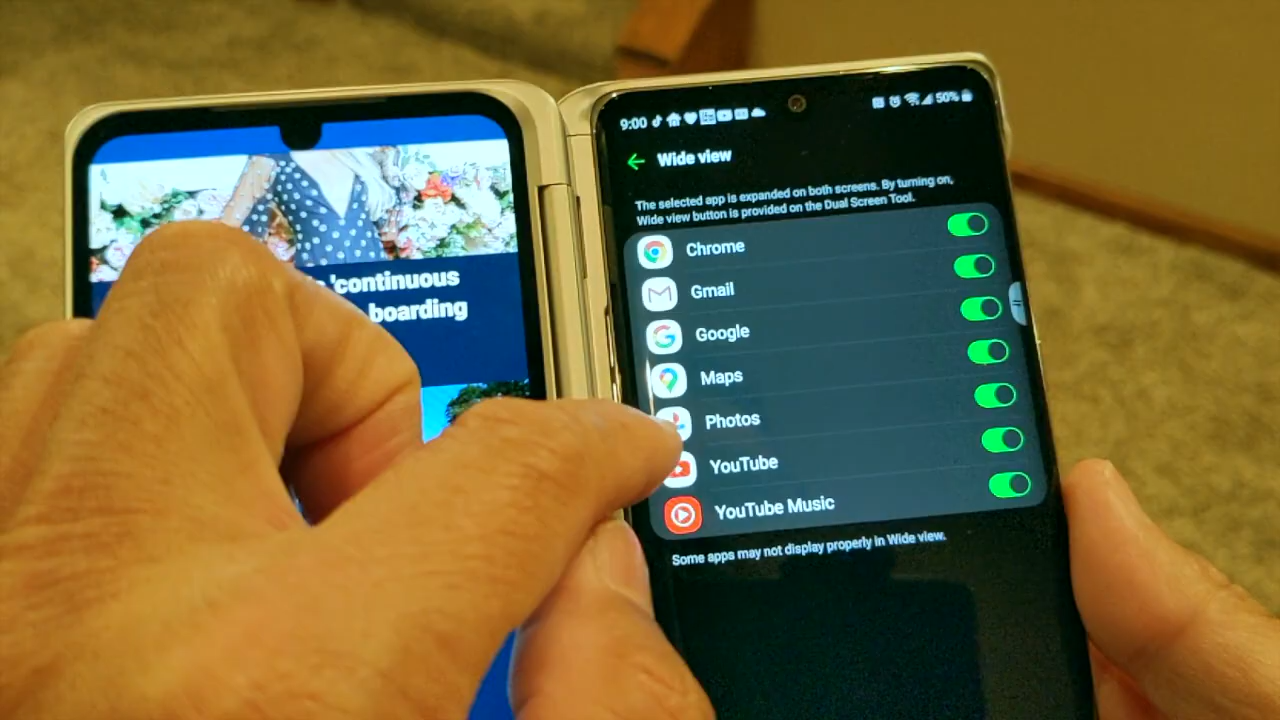 'continuous
boarding
9:00
50%
Wide view
The selected app is expanded on both screens. By turning on,
Wide view button is provided on the Dual Screen Tool.
Chrome
Gmail
Google
Maps
Photos
YouTube
YouTube Music
Some apps may not display properly in Wide view.